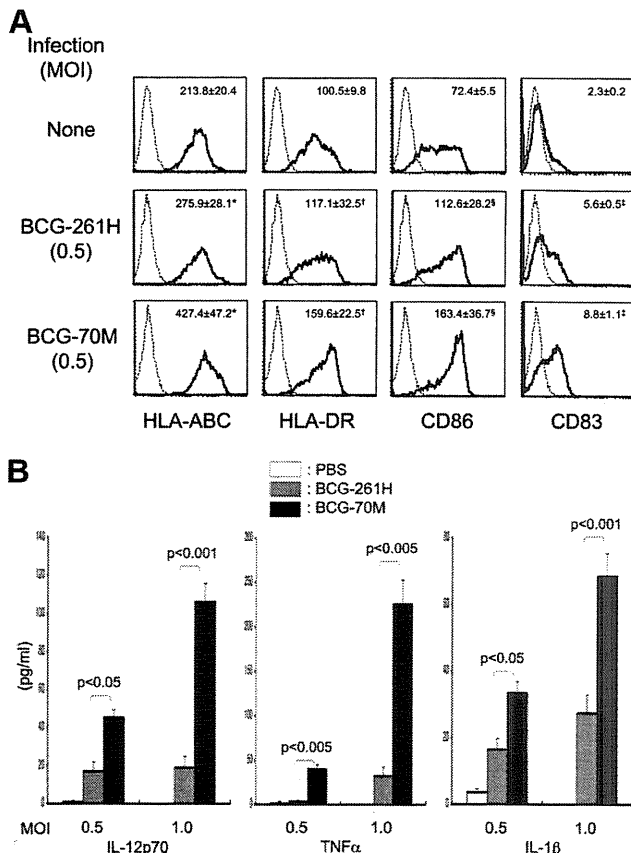 A
Infection
(MOI)
None
213.8±20.4
100.5±9.8
72.4±5.5
2.3±0.2
BCG-261H
(0.5)
275.9±28.1*
117.1±32.5†
112.6±28.2§
5.6±0.5‡
BCG-70M
(0.5)
427.4±47.2*
159.6±22.5†
163.4±36.7§
8.8±1.1‡
HLA-ABC
HLA-DR
CD86
CD83
B
: PBS
: BCG-261H
: BCG-70M
(pg/ml)
p<0.05
p<0.001
p<0.005
p<0.005
p<0.05
p<0.001
MOI
0.5
1.0
0.5
1.0
0.5
1.0
IL-12p70
TNFα
IL-1β